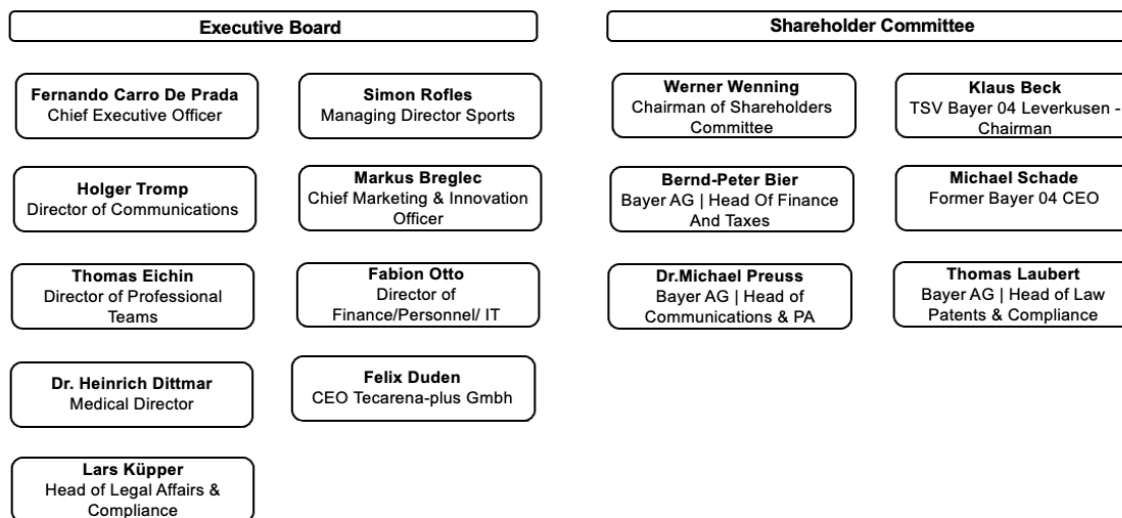 Executive Board
Fernando Carro De Prada
Chief Executive Officer
Simon Rofles
Managing Director Sports
Holger Tromp
Director of Communications
Markus Breglec
Chief Marketing & Innovation
Officer
Thomas Eichin
Director of Professional
Teams
Fabion Otto
Director of
Finance/Personnel/ IT
Dr. Heinrich Dittmar
Medical Director
Felix Duden
CEO Tecarena-plus Gmbh
Lars Küpper
Head of Legal Affairs &
Compliance
Shareholder Committee
Werner Wenning
Chairman of Shareholders
Committee
Klaus Beck
TSV Bayer 04 Leverkusen -
Chairman
Bernd-Peter Bier
Bayer AG | Head Of Finance
And Taxes
Michael Schade
Former Bayer 04 CEO
Dr.Michael Preuss
Bayer AG | Head of
Communications & PA
Thomas Laubert
Bayer AG | Head of Law
Patents & Compliance